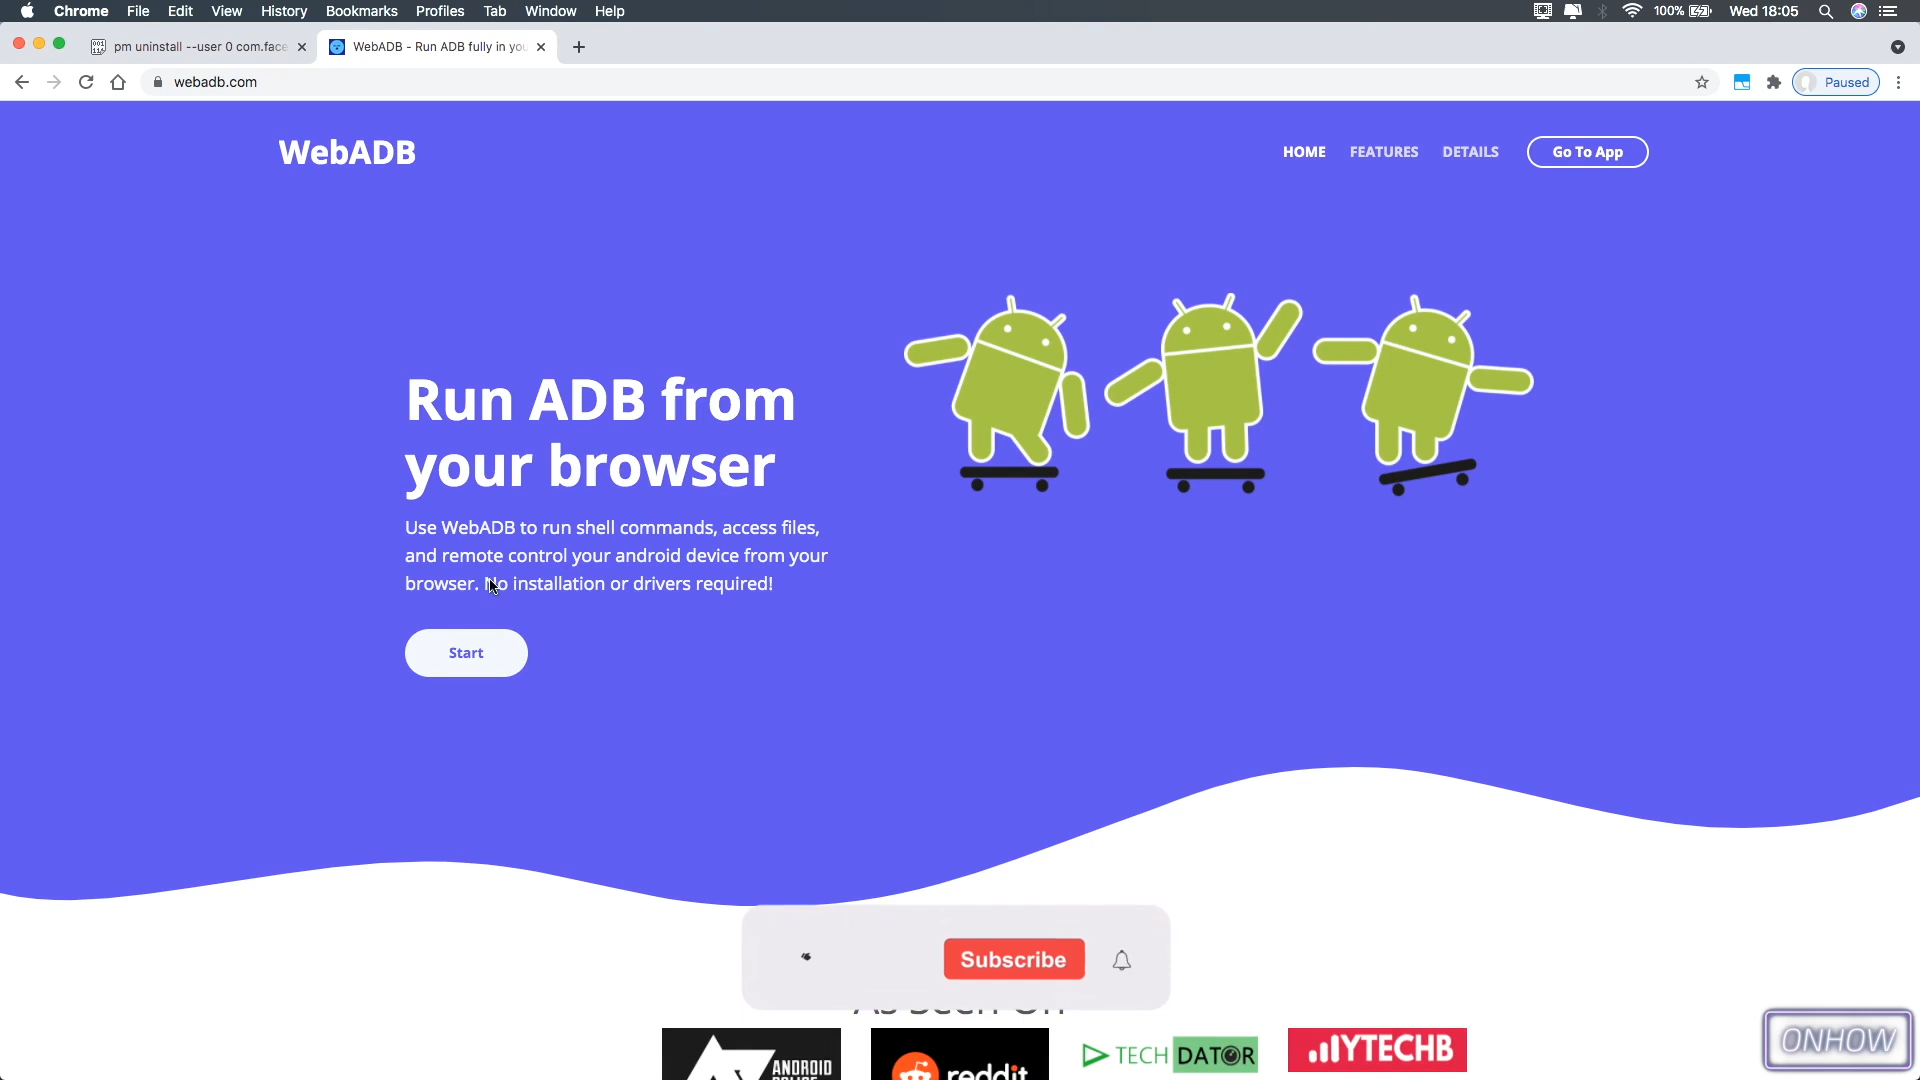 Chrome File Edit View History Bookmarks Profiles Tab Window Help 100% Wed 18:05
pm uninstall --user 0 com.face WebADB - Run ADB fully in you
webadb.com Paused
WebADB HOME FEATURES DETAILS Go To App
Run ADB from
your browser
Use WebADB to run shell commands, access files,
and remote control your android device from your
browser. No installation or drivers required!
Start
Subscribe
As Seen On
ANDROID
reddit
TECH DATOR
YTECHB
ONHOW